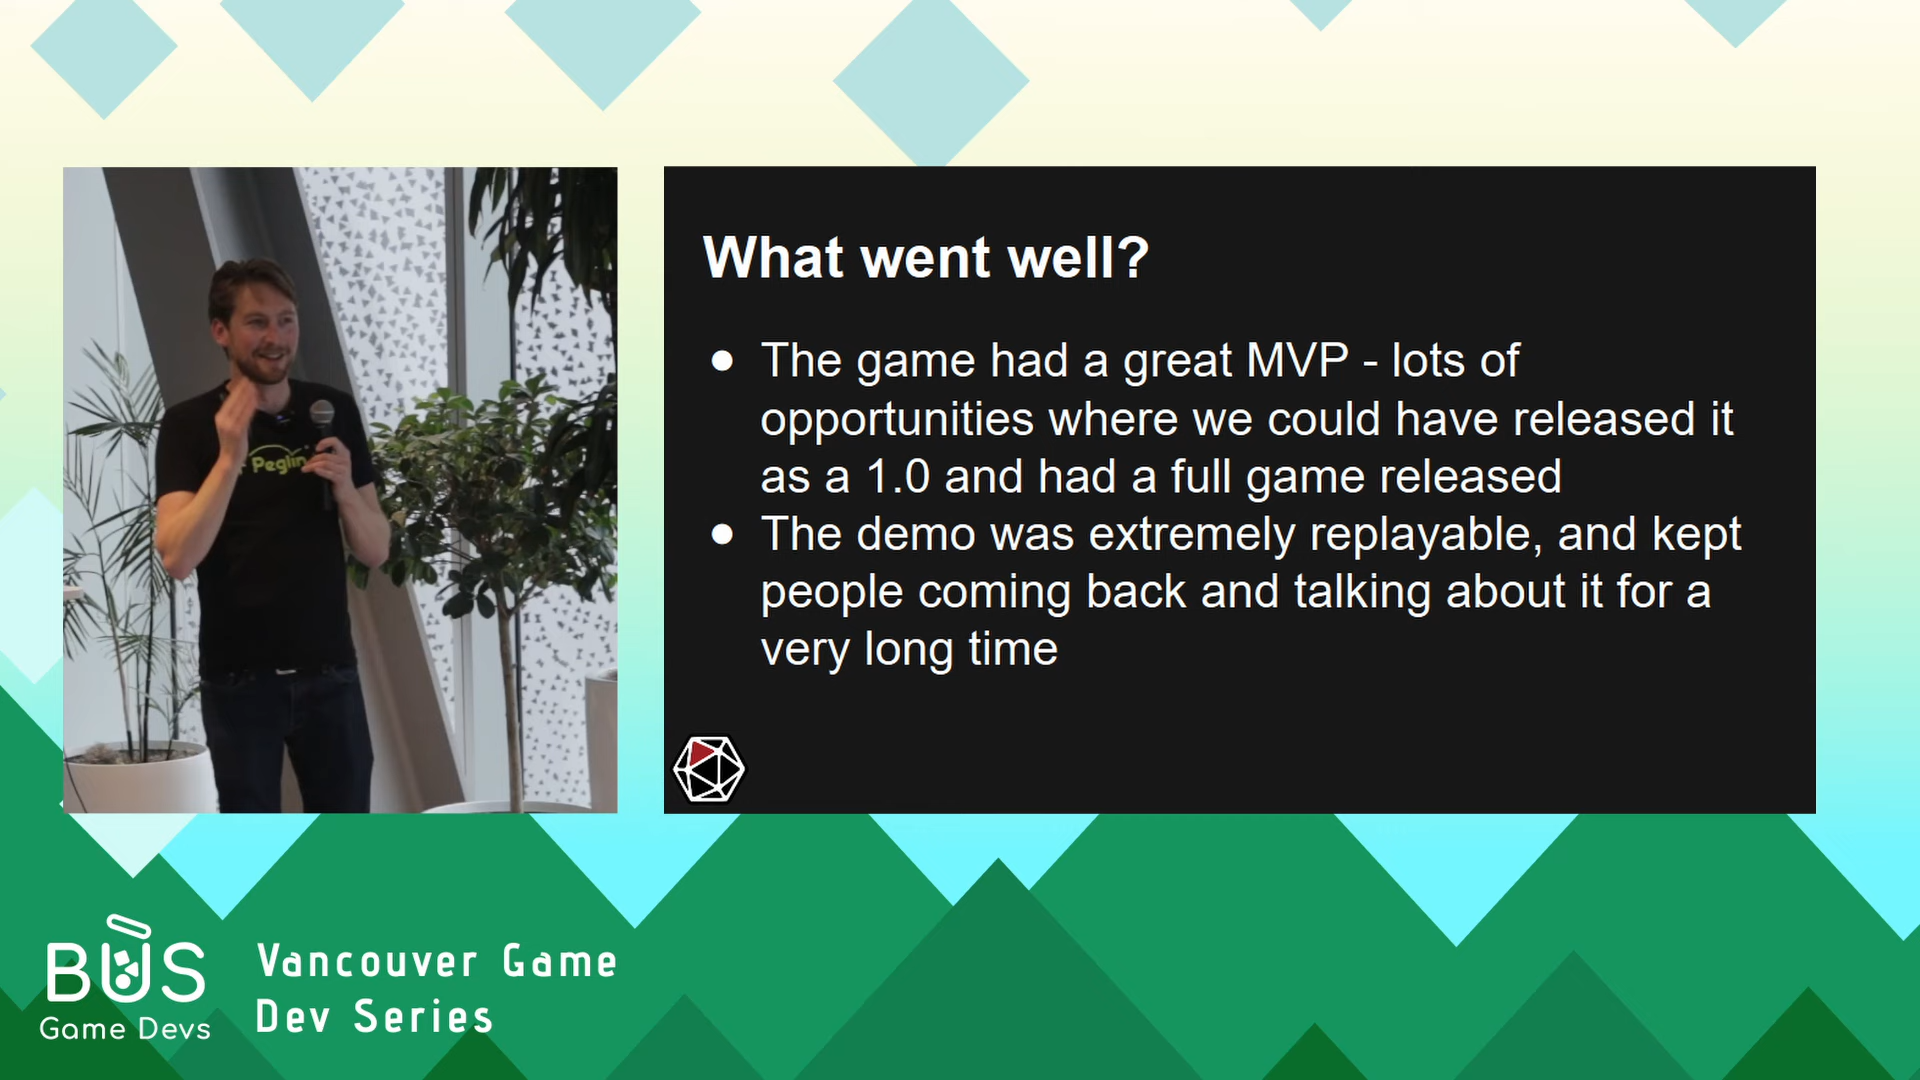 What went well?
● The game had a great MVP - lots of
opportunities where we could have released it
as a 1.0 and had a full game released
● The demo was extremely replayable, and kept
people coming back and talking about it for a
very long time
Peglin
BUS
Game Devs
Vancouver Game
Dev Series